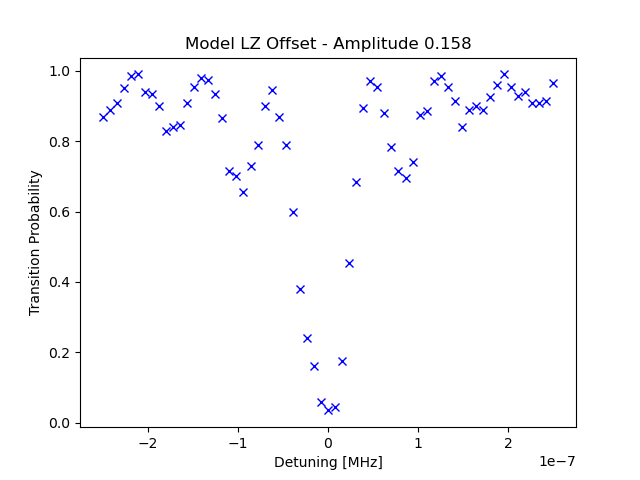 Model LZ Offset - Amplitude 0.158
1.0
0.8
0.6
0.4
0.2
0.0
Transition Probability
−2
−1
0
1
2
1e−7
Detuning [MHz]